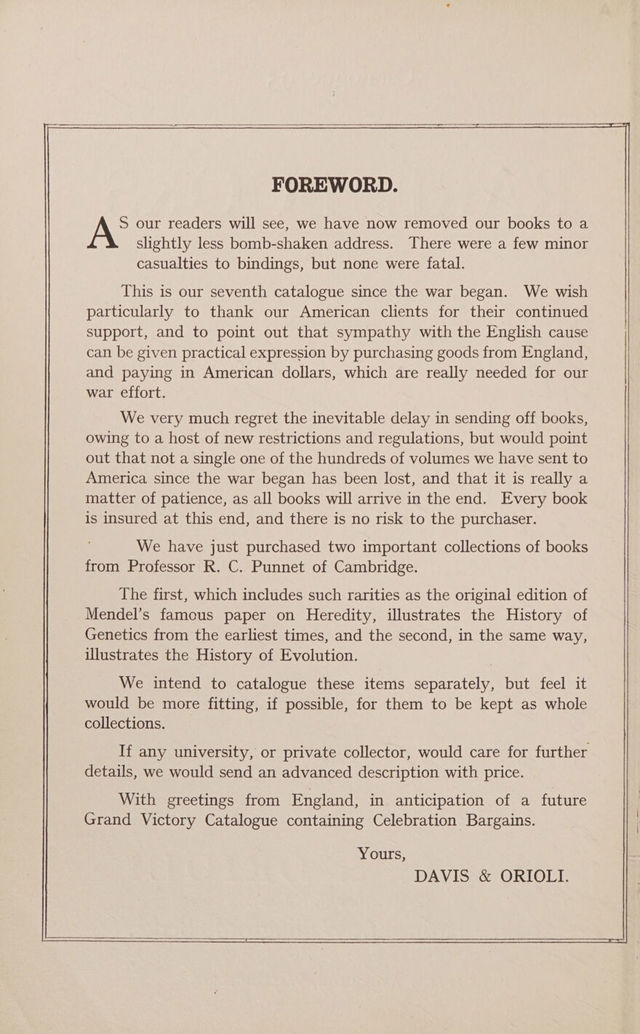 FOREWORD.
AS our readers will see, we have now removed our books to a
slightly less bomb-shaken address. There were a few minor
casualties to bindings, but none were fatal.
This is our seventh catalogue since the war began. We wish
particularly to thank our American clients for their continued
support, and to point out that sympathy with the English cause
can be given practical expression by purchasing goods from England,
and paying in American dollars, which are really needed for our
war effort.
We very much regret the inevitable delay in sending off books,
owing to a host of new restrictions and regulations, but would point
out that not a single one of the hundreds of volumes we have sent to
America since the war began has been lost, and that it is really a
matter of patience, as all books will arrive in the end. Every book
is insured at this end, and there is no risk to the purchaser.
We have just purchased two important collections of books
from Professor R. C. Punnet of Cambridge.
The first, which includes such rarities as the original edition of
Mendel's famous paper on Heredity, illustrates the History of
Genetics from the earliest times, and the second, in the same way,
illustrates the History of Evolution.
We intend to catalogue these items separately, but feel it
would be more fitting, if possible, for them to be kept as whole
collections.
If any university, or private collector, would care for further
details, we would send an advanced description with price.
With greetings from England, in anticipation of a future
Grand Victory Catalogue containing Celebration Bargains.
Yours,
DAVIS & ORIOLI.